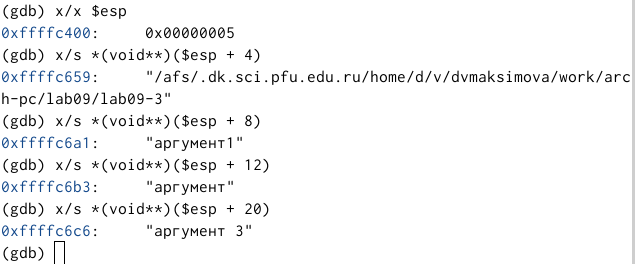 (gdb) x/x $esp
0xffffc400:     0x00000005
(gdb) x/s *(void**)($esp + 4)
0xffffc659:     "/afs/.dk.sci.pfu.edu.ru/home/d/v/dvmaksimova/work/arc
h-pc/lab09/lab09-3"
(gdb) x/s *(void**)($esp + 8)
0xffffc6a1:     "аргумент1"
(gdb) x/s *(void**)($esp + 12)
0xffffc6b3:     "аргумент"
(gdb) x/s *(void**)($esp + 20)
0xffffc6c6:     "аргумент 3"
(gdb)